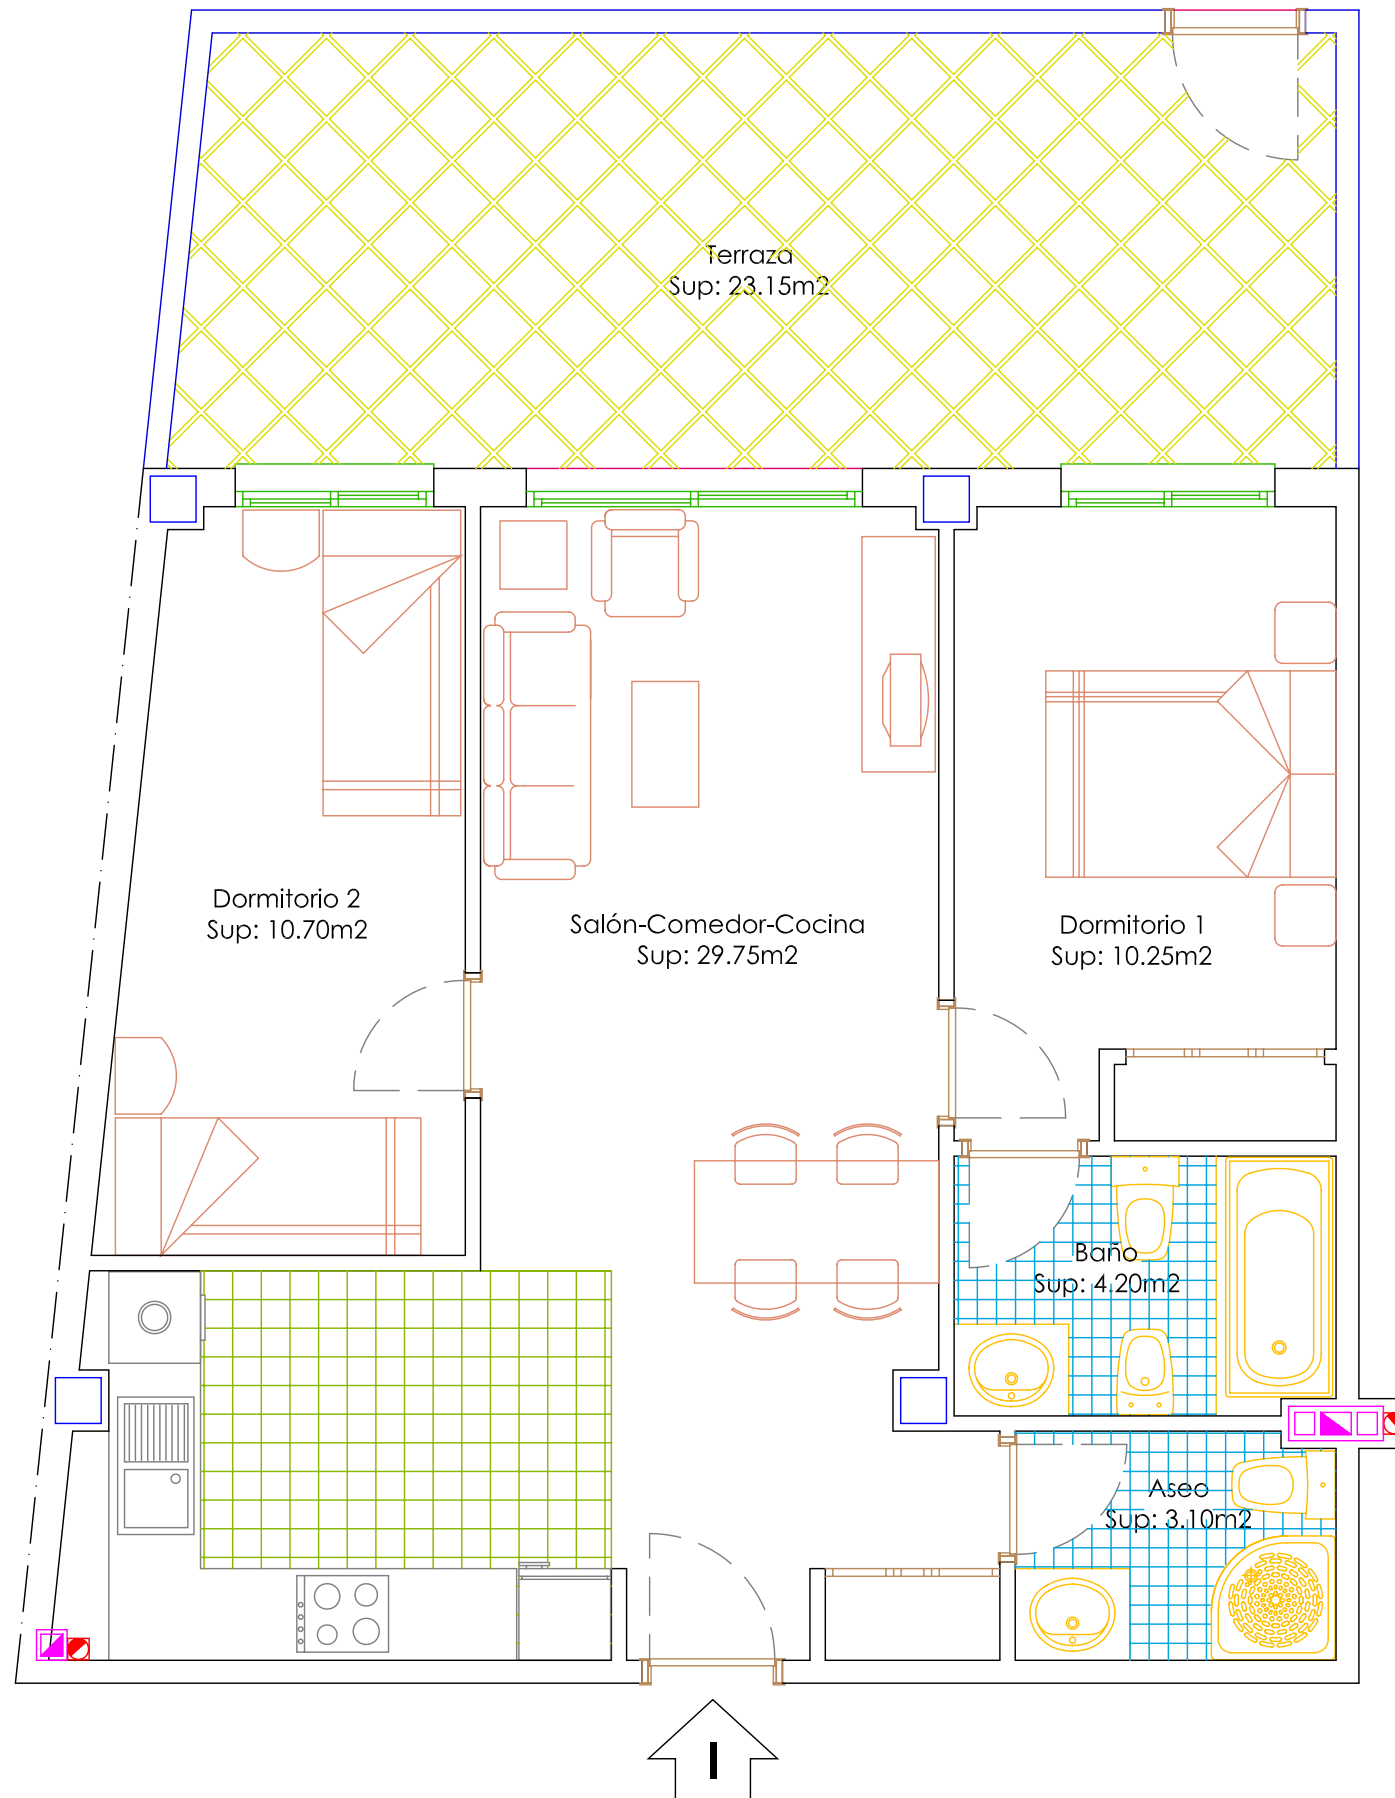 Terraza
Sup: 23.15m2
Dormitorio 2
Sup: 10.70m2
Salón-Comedor-Cocina
Sup: 29.75m2
Dormitorio 1
Sup: 10.25m2
Baño
Sup: 4.20m2
Aseo
Sup: 3.10m2
I